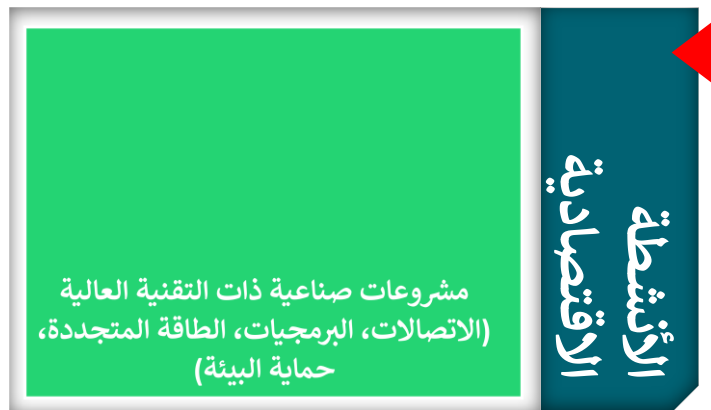 الأنشطة
الاقتصادية
مشروعات صناعية ذات التقنية العالية
(الاتصالات، البرمجيات، الطاقة المتجددة،
حماية البيئة)